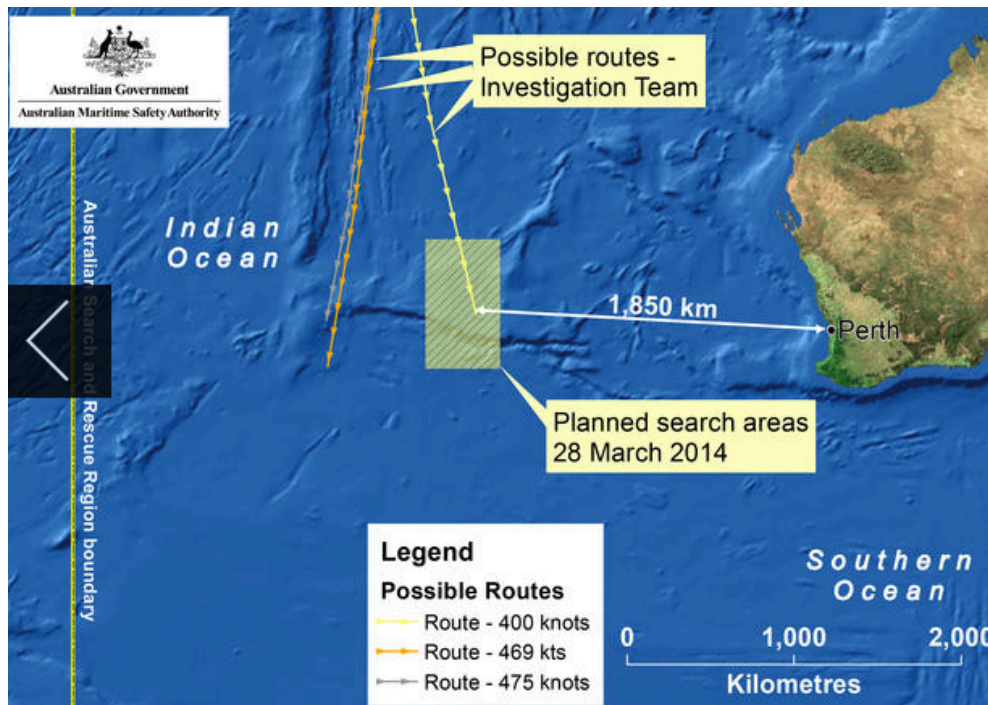 Australian Government
Australian Maritime Safety Authority
Possible routes -
Investigation Team
Indian
Ocean
Australian Search and Rescue Region boundary
1,850 km
Perth
Planned search areas
28 March 2014
Legend
Possible Routes
Route - 400 knots
Route - 469 kts
Route - 475 knots
Southern
Ocean
0 1,000 2,000
Kilometres